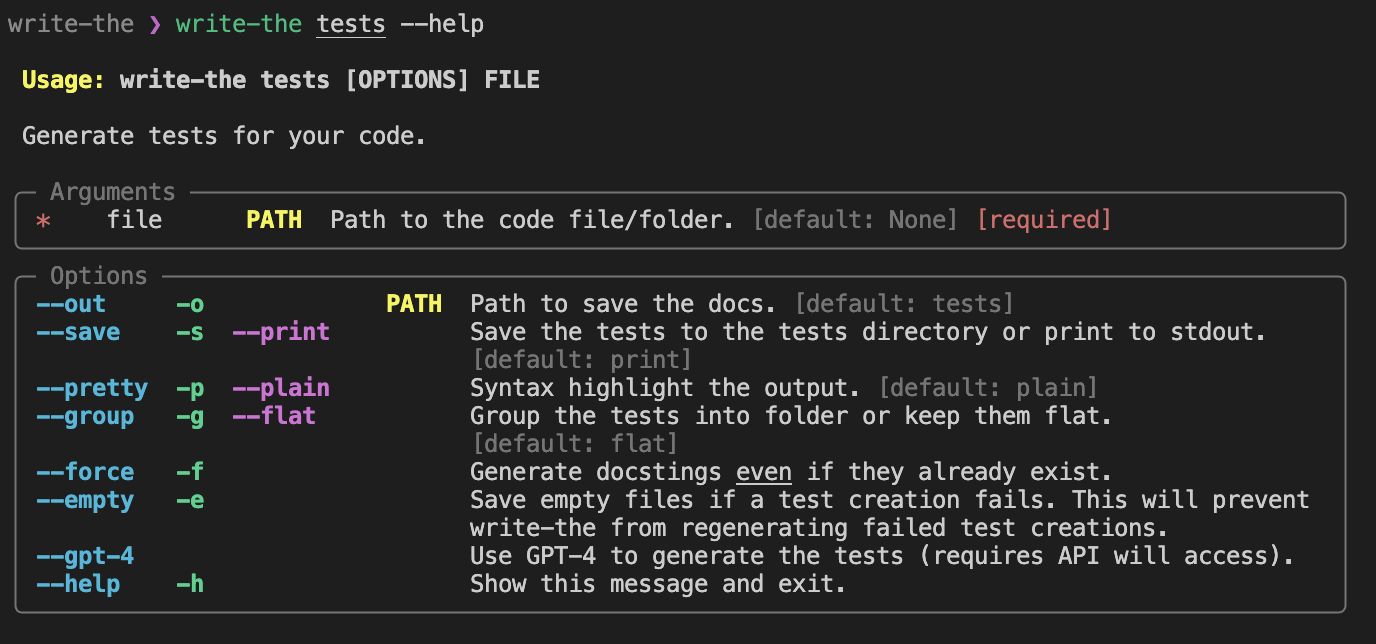 write-the ❯ write-the tests --help
Usage: write-the tests [OPTIONS] FILE
Generate tests for your code.
Arguments
* file PATH Path to the code file/folder. [default: None] [required]
Options
--out -o PATH Path to save the docs. [default: tests]
--save -s --print Save the tests to the tests directory or print to stdout.
[default: print]
--pretty -p --plain Syntax highlight the output. [default: plain]
--group -g --flat Group the tests into folder or keep them flat.
[default: flat]
--force -f Generate docstings even if they already exist.
--empty -e Save empty files if a test creation fails. This will prevent
write-the from regenerating failed test creations.
--gpt-4 Use GPT-4 to generate the tests (requires API will access).
--help -h Show this message and exit.